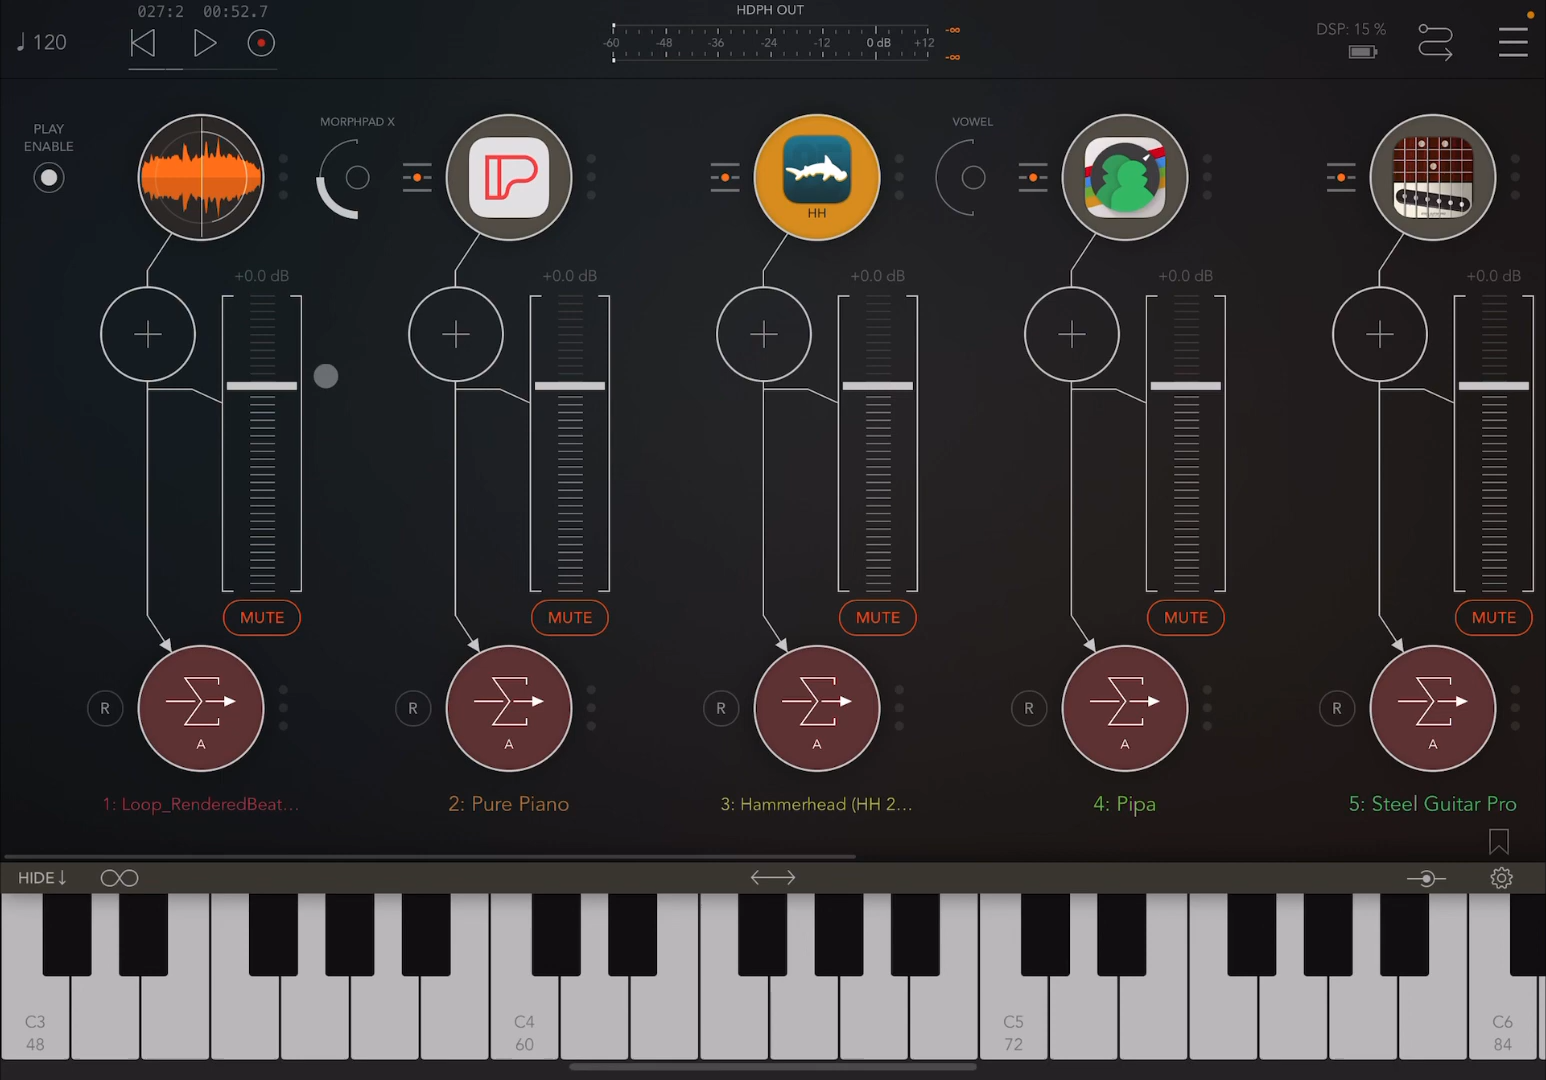 027:2 00:52.7
♩ 120
HDPH OUT
-60 -48 -36 -24 -12 0 dB +12
-∞
-∞
DSP: 15 %
PLAY
ENABLE
MORPHPAD X
VOWEL
HH
+0.0 dB +0.0 dB +0.0 dB +0.0 dB +0.0 dB
MUTE MUTE MUTE MUTE MUTE
R R R R R
A A A A A
1: Loop_RenderedBeat... 2: Pure Piano 3: Hammerhead (HH 2... 4: Pipa 5: Steel Guitar Pro
HIDE↓
C3 C4 C5 C6
48 60 72 84